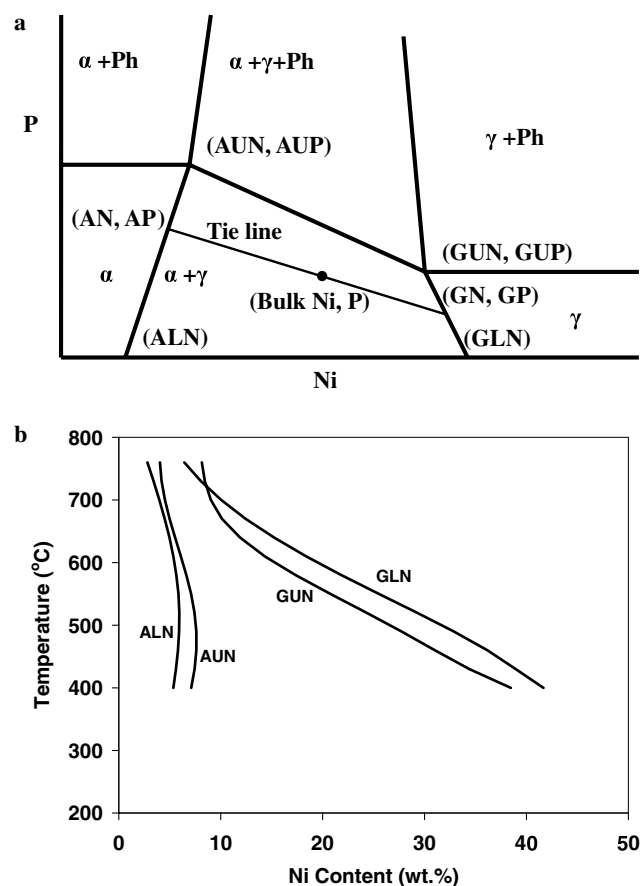 a
α +Ph
α +γ+Ph
P
γ +Ph
(AUN, AUP)
(AN, AP)
Tie line
(GUN, GUP)
α
α +γ
(Bulk Ni, P)
(GN, GP)
γ
(ALN)
(GLN)
Ni
b
800
700
600
500
400
300
200
Temperature (°C)
ALN
AUN
GUN
GLN
0
10
20
30
40
50
Ni Content (wt.%)